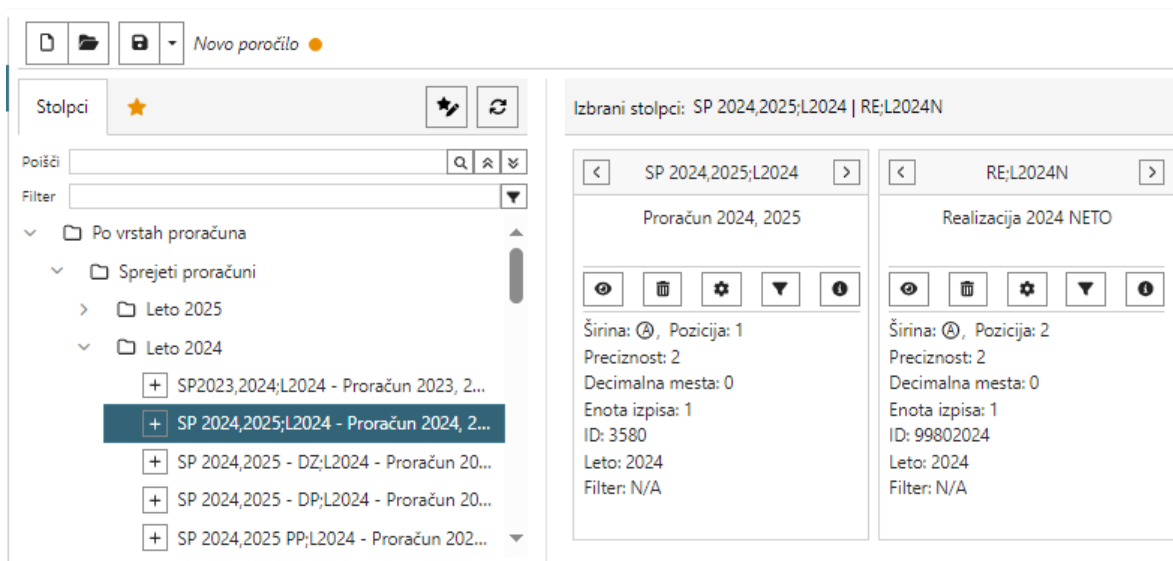 Novo poročilo
Stolpci
Izbrani stolpci: SP 2024,2025;L2024 | RE;L2024N
Poišči
Filter
Po vrstah proračuna
Sprejeti proračuni
Leto 2025
Leto 2024
SP2023,2024;L2024 - Proračun 2023, 2...
SP 2024,2025;L2024 - Proračun 2024, 2...
SP 2024,2025 - DZ;L2024 - Proračun 20...
SP 2024,2025 - DP;L2024 - Proračun 20...
SP 2024,2025 PP;L2024 - Proračun 202...
SP 2024,2025;L2024
Proračun 2024, 2025
Širina: Ⓐ, Pozicija: 1
Preciznost: 2
Decimalna mesta: 0
Enota izpisa: 1
ID: 3580
Leto: 2024
Filter: N/A
RE;L2024N
Realizacija 2024 NETO
Širina: Ⓐ, Pozicija: 2
Preciznost: 2
Decimalna mesta: 0
Enota izpisa: 1
ID: 99802024
Leto: 2024
Filter: N/A